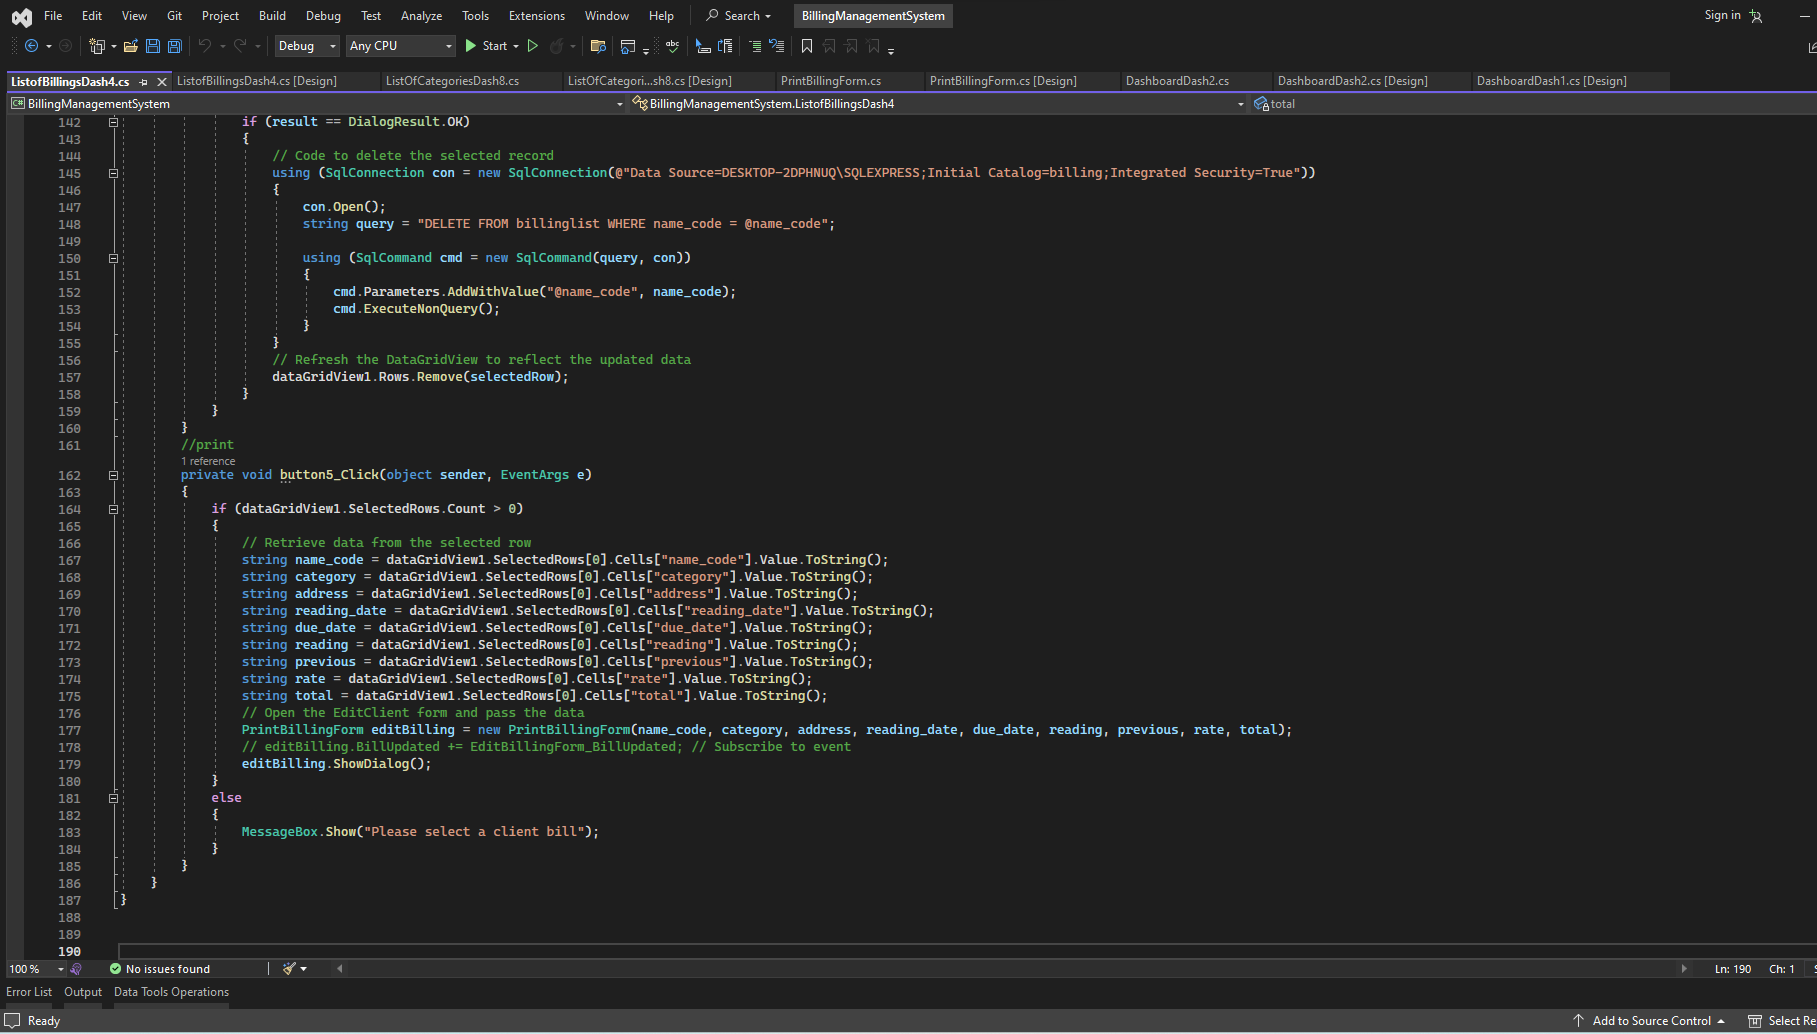 File Edit View Git Project Build Debug Test Analyze Tools Extensions Window Help Search BillingManagementSystem Sign in
Debug Any CPU Start
ListofBillingsDash4.cs ListofBillingsDash4.cs [Design] ListOfCategoriesDash8.cs ListOfCategori...sh8.cs [Design] PrintBillingForm.cs PrintBillingForm.cs [Design] DashboardDash2.cs DashboardDash2.cs [Design] DashboardDash1.cs [Design]
C# BillingManagementSystem BillingManagementSystem.ListofBillingsDash4 total
142 if (result == DialogResult.OK)
143 {
144 // Code to delete the selected record
145 using (SqlConnection con = new SqlConnection(@"Data Source=DESKTOP-2DPHNUQ\SQLEXPRESS;Initial Catalog=billing;Integrated Security=True"))
146 {
147 con.Open();
148 string query = "DELETE FROM billinglist WHERE name_code = @name_code";
149
150 using (SqlCommand cmd = new SqlCommand(query, con))
151 {
152 cmd.Parameters.AddWithValue("@name_code", name_code);
153 cmd.ExecuteNonQuery();
154 }
155 }
156 // Refresh the DataGridView to reflect the updated data
157 dataGridView1.Rows.Remove(selectedRow);
158 }
159 }
160 }
161 //print
1 reference
162 private void button5_Click(object sender, EventArgs e)
163 {
164 if (dataGridView1.SelectedRows.Count > 0)
165 {
166 // Retrieve data from the selected row
167 string name_code = dataGridView1.SelectedRows[0].Cells["name_code"].Value.ToString();
168 string category = dataGridView1.SelectedRows[0].Cells["category"].Value.ToString();
169 string address = dataGridView1.SelectedRows[0].Cells["address"].Value.ToString();
170 string reading_date = dataGridView1.SelectedRows[0].Cells["reading_date"].Value.ToString();
171 string due_date = dataGridView1.SelectedRows[0].Cells["due_date"].Value.ToString();
172 string reading = dataGridView1.SelectedRows[0].Cells["reading"].Value.ToString();
173 string previous = dataGridView1.SelectedRows[0].Cells["previous"].Value.ToString();
174 string rate = dataGridView1.SelectedRows[0].Cells["rate"].Value.ToString();
175 string total = dataGridView1.SelectedRows[0].Cells["total"].Value.ToString();
176 // Open the EditClient form and pass the data
177 PrintBillingForm editBilling = new PrintBillingForm(name_code, category, address, reading_date, due_date, reading, previous, rate, total);
178 // editBilling.BillUpdated += EditBillingForm_BillUpdated; // Subscribe to event
179 editBilling.ShowDialog();
180 }
181 else
182 {
183 MessageBox.Show("Please select a client bill");
184 }
185 }
186 }
187 }
188
189
190
100 % No issues found Ln: 190 Ch: 1
Error List Output Data Tools Operations
Ready Add to Source Control Select Re